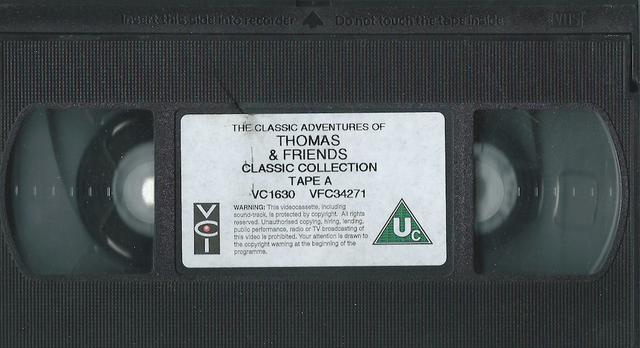 Insert this side into recorder Do not touch the tape inside VHS
THE CLASSIC ADVENTURES OF
THOMAS
& FRIENDS
CLASSIC COLLECTION
TAPE A
VC1630 VFC34271
VCI
WARNING: This videocassette, including
sound-track, is protected by copyright. All rights
reserved. Unauthorised copying, hiring, lending,
public performance, radio or TV broadcasting of
this video is prohibited. Your attention is drawn to
the copyright warning at the beginning of the
programme.
Uc